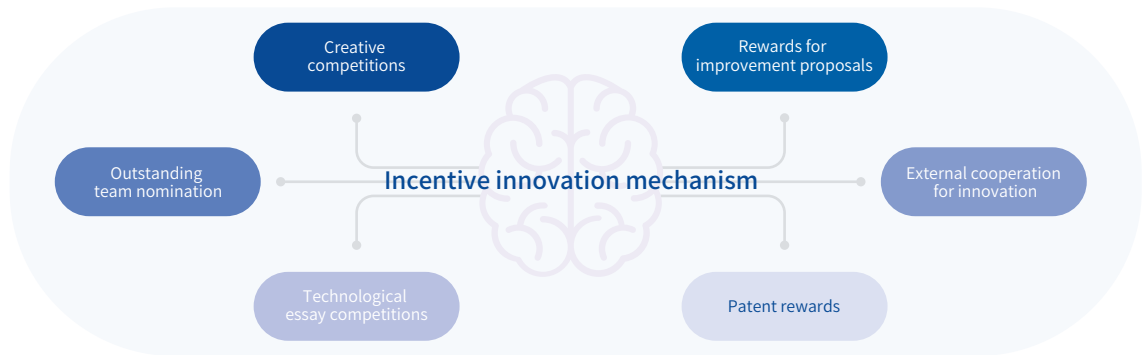 Creative
competitions
Rewards for
improvement proposals
Outstanding
team nomination
Incentive innovation mechanism
External cooperation
for innovation
Technological
essay competitions
Patent rewards